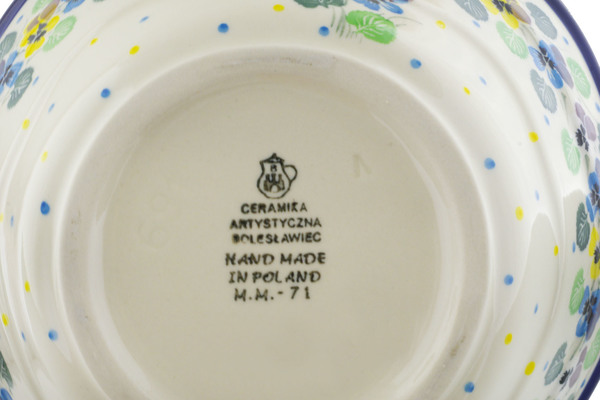 CERAMIKA
ARTYSTYCZNA
BOLESŁAWIEC
HAND MADE
IN POLAND
M.M.-71